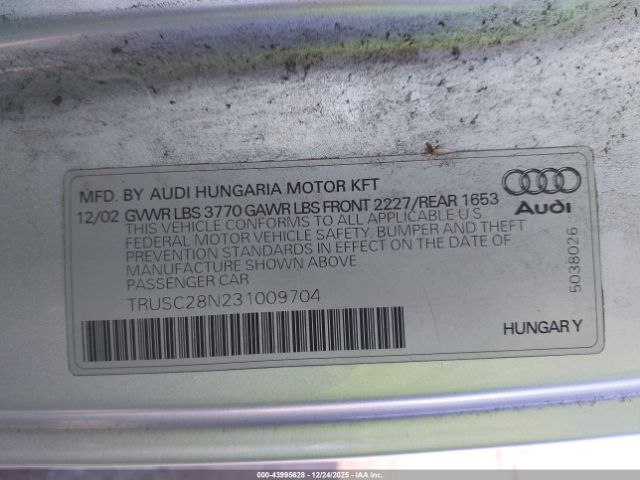 MFD. BY AUDI HUNGARIA MOTOR KFT
12/02 GVWR LBS 3770 GAWR LBS FRONT 2227/REAR 1653
THIS VEHICLE CONFORMS TO ALL APPLICABLE U S
FEDERAL MOTOR VEHICLE SAFETY, BUMPER AND THEFT
PREVENTION STANDARDS IN EFFECT ON THE DATE OF
MANUFACTURE SHOWN ABOVE
PASSENGER CAR
TRUSC28N231009704
Audi
5038026
HUNGARY
000-43995628 - 12/24/2025 - IAAI.COM